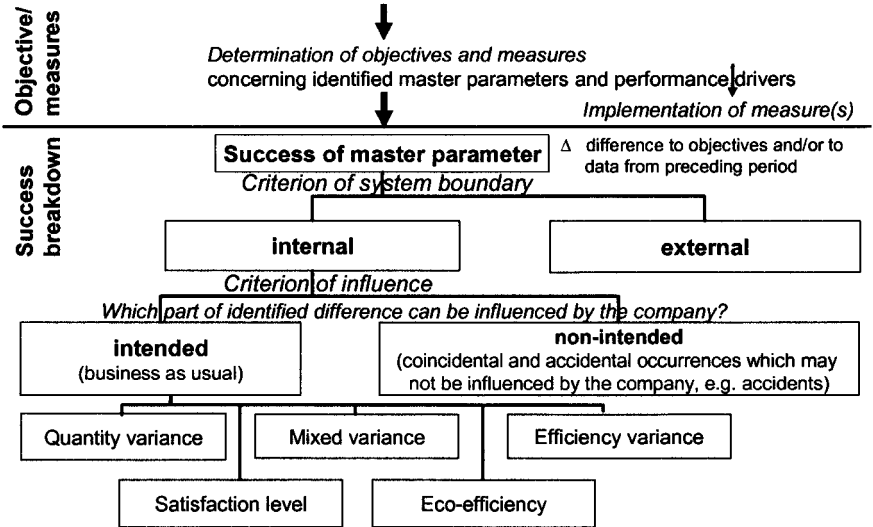 Objective/
measures
Determination of objectives and measures
concerning identified master parameters and performance drivers
Implementation of measure(s)
Success
breakdown
Success of master parameter
Δ difference to objectives and/or to
data from preceding period
Criterion of system boundary
internal
external
Criterion of influence
Which part of identified difference can be influenced by the company?
intended
(business as usual)
non-intended
(coincidental and accidental occurrences which may
not be influenced by the company, e.g. accidents)
Quantity variance
Mixed variance
Efficiency variance
Satisfaction level
Eco-efficiency